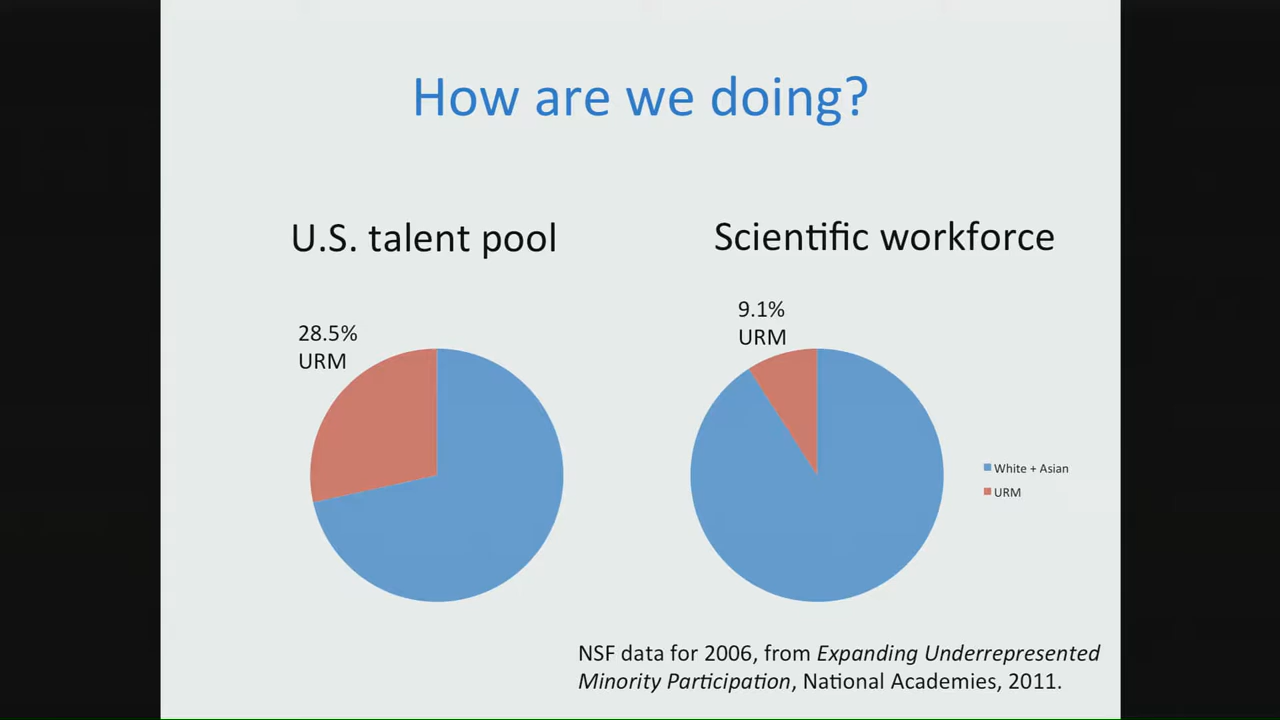 How are we doing?
U.S. talent pool
Scientific workforce
28.5%
URM
9.1%
URM
White + Asian
URM
NSF data for 2006, from Expanding Underrepresented
Minority Participation, National Academies, 2011.